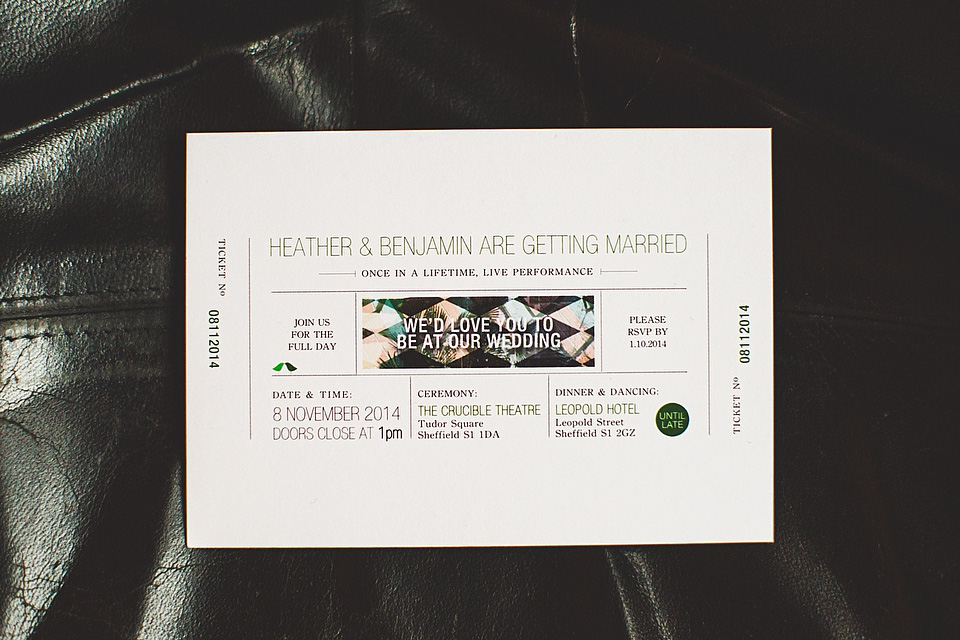 HEATHER & BENJAMIN ARE GETTING MARRIED
ONCE IN A LIFETIME, LIVE PERFORMANCE
TICKET Nº 08112014
JOIN US
FOR THE
FULL DAY
WE'D LOVE YOU TO
BE AT OUR WEDDING
PLEASE
RSVP BY
1.10.2014
DATE & TIME:
8 NOVEMBER 2014
DOORS CLOSE AT 1pm
CEREMONY:
THE CRUCIBLE THEATRE
Tudor Square
Sheffield S1 1DA
DINNER & DANCING:
LEOPOLD HOTEL
Leopold Street
Sheffield S1 2GZ
UNTIL
LATE
TICKET Nº 08112014